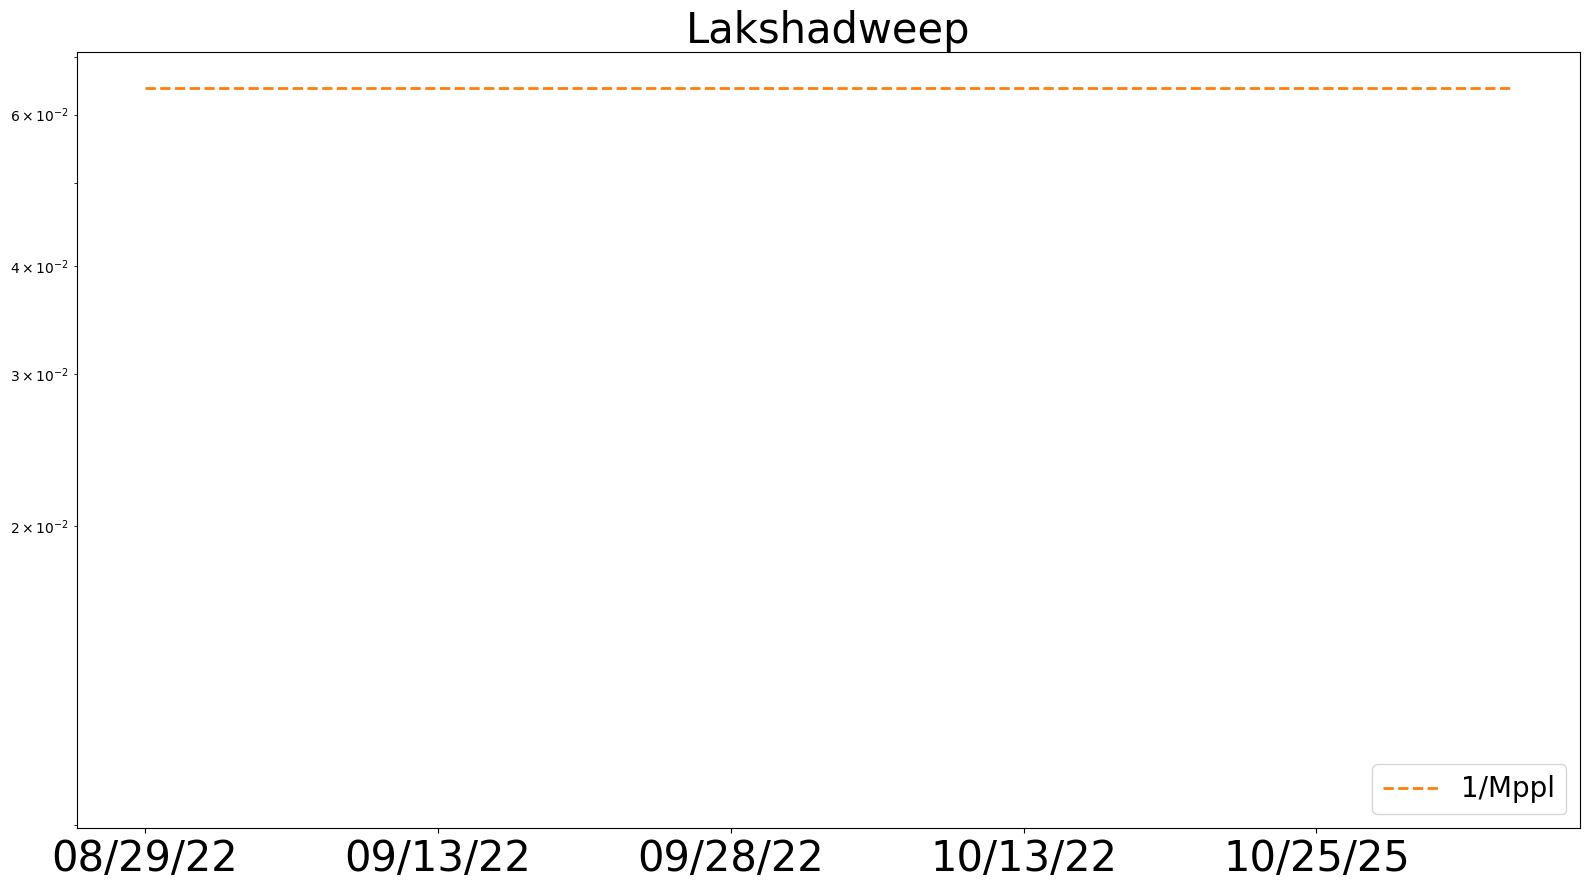 Lakshadweep
6 × 10⁻²
4 × 10⁻²
3 × 10⁻²
2 × 10⁻²
1/Mppl
08/29/22 09/13/22 09/28/22 10/13/22 10/25/25